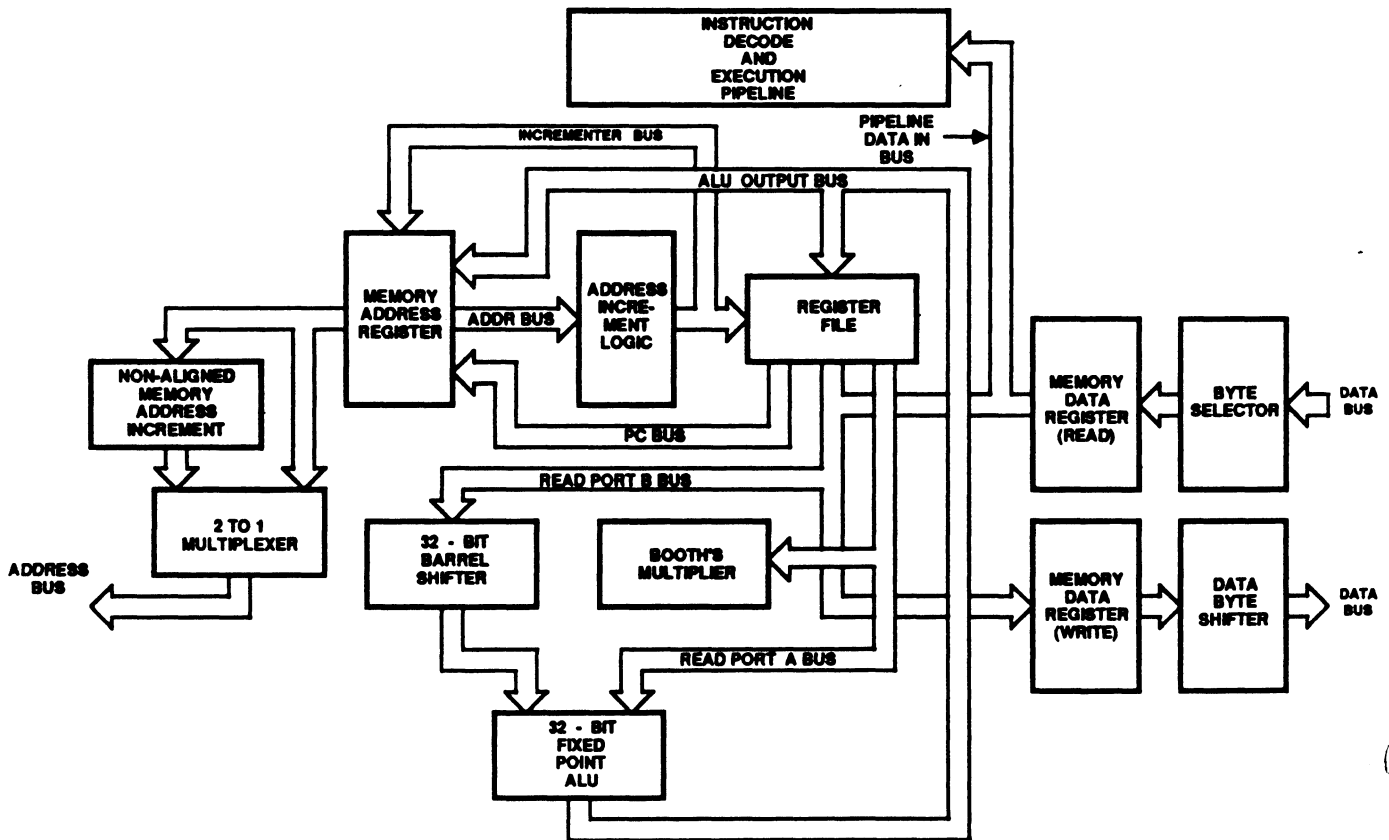 INSTRUCTION
DECODE
AND
EXECUTION
PIPELINE
INCREMENTER BUS
PIPELINE
DATA IN
BUS
ALU OUTPUT BUS
MEMORY
ADDRESS
REGISTER
ADDR BUS
ADDRESS
INCRE-
MENT
LOGIC
REGISTER
FILE
NON-ALIGNED
MEMORY
ADDRESS
INCREMENT
MEMORY
DATA
REGISTER
(READ)
BYTE
SELECTOR
DATA
BUS
PC BUS
READ PORT B BUS
2 TO 1
MULTIPLEXER
32 - BIT
BARREL
SHIFTER
BOOTH'S
MULTIPLIER
ADDRESS
BUS
MEMORY
DATA
REGISTER
(WRITE)
DATA
BYTE
SHIFTER
DATA
BUS
READ PORT A BUS
32 - BIT
FIXED
POINT
ALU